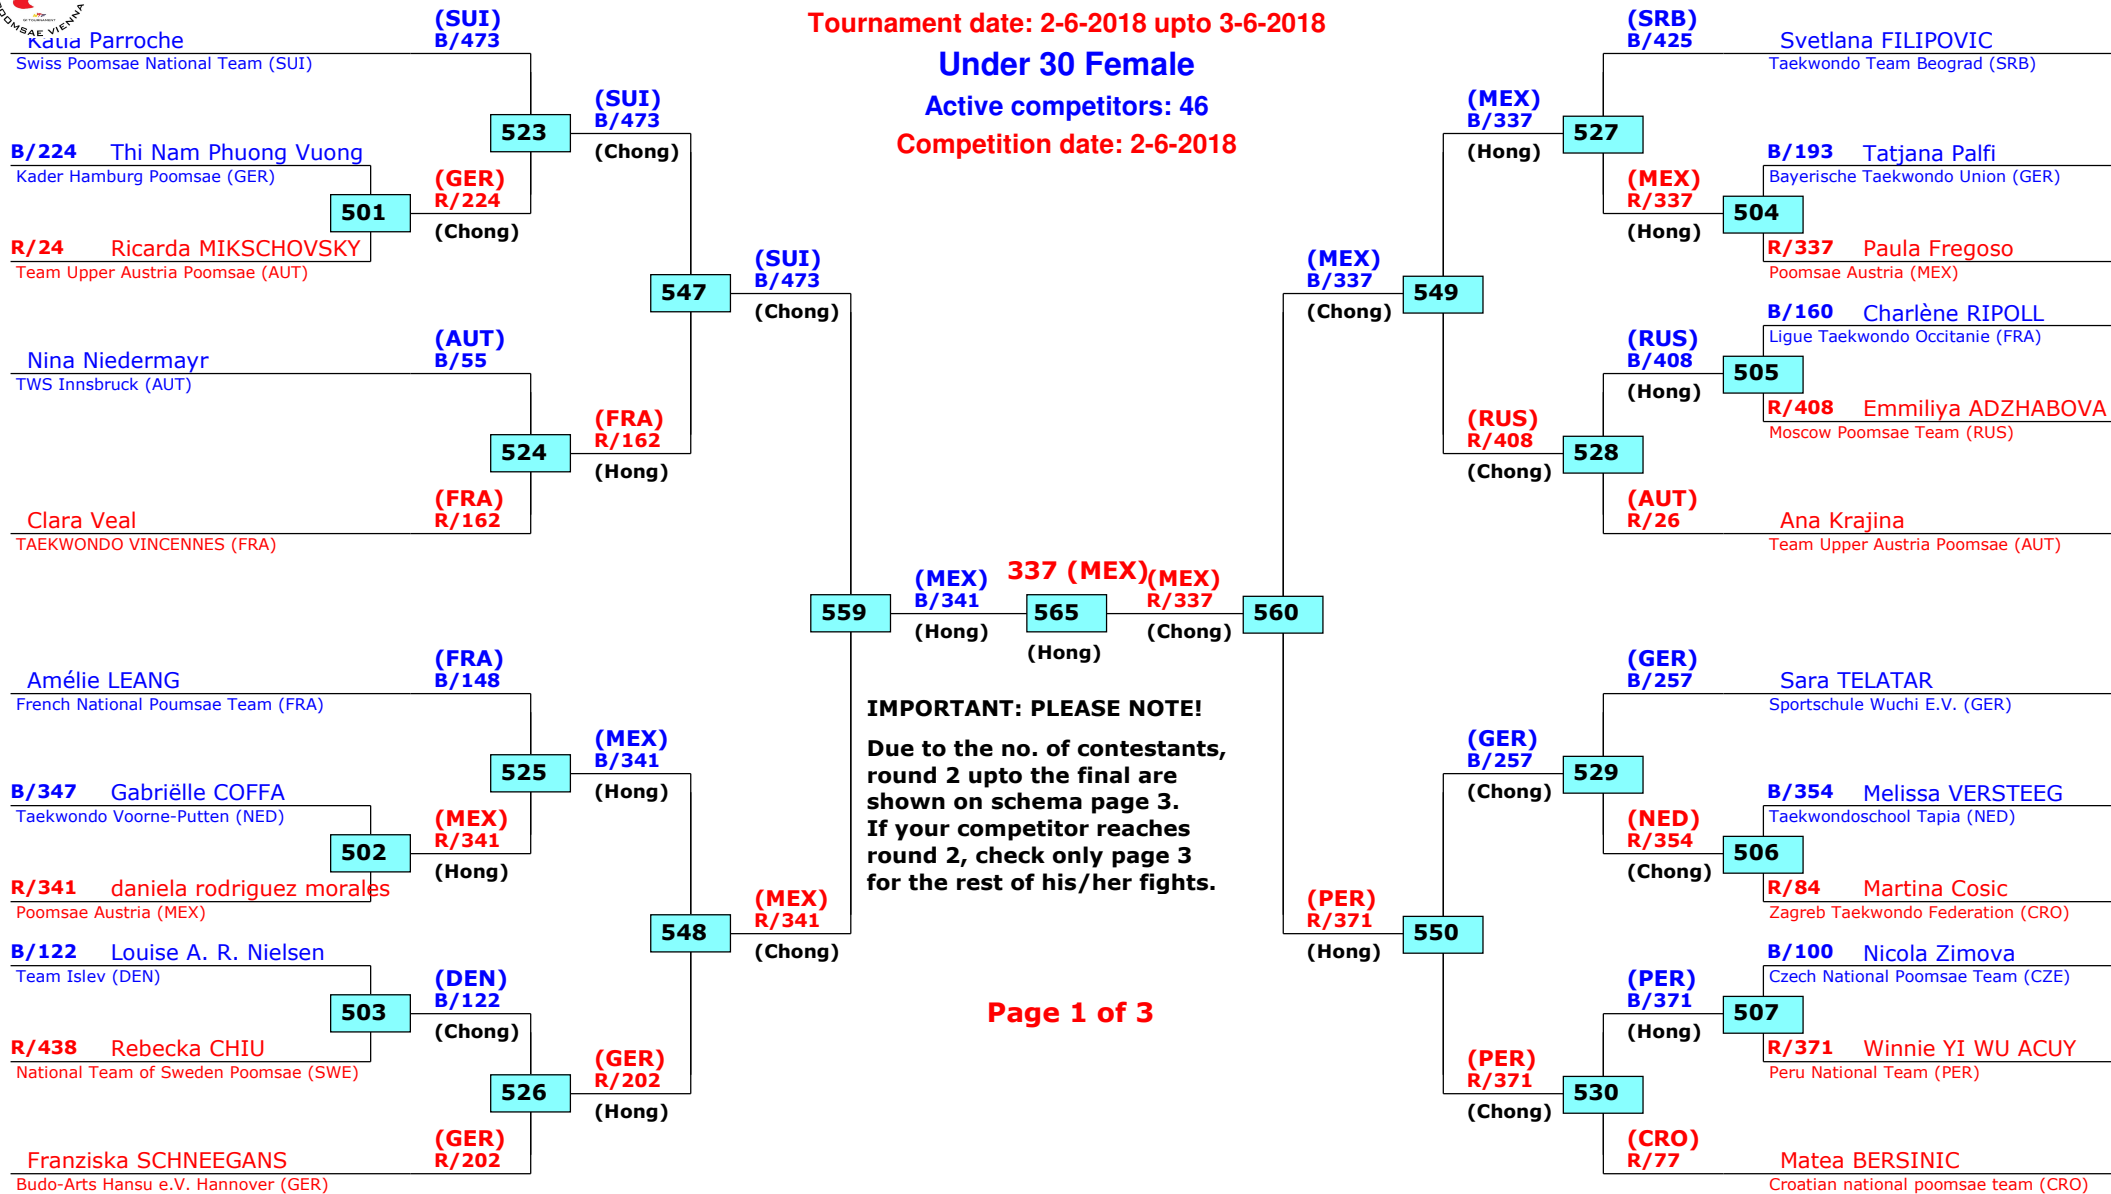 POOMSAE VIENNA
Tournament date: 2-6-2018 upto 3-6-2018
Under 30 Female
Active competitors: 46
Competition date: 2-6-2018
Katia Parroche
Swiss Poomsae National Team (SUI)
(SUI)
B/473
B/224 Thi Nam Phuong Vuong
Kader Hamburg Poomsae (GER)
501
R/24 Ricarda MIKSCHOVSKY
Team Upper Austria Poomsae (AUT)
(GER)
R/224
(Chong)
523
(SUI)
B/473
(Chong)
Nina Niedermayr
TWS Innsbruck (AUT)
(AUT)
B/55
524
Clara Veal
TAEKWONDO VINCENNES (FRA)
(FRA)
R/162
(FRA)
R/162
(Hong)
547
(SUI)
B/473
(Chong)
Amélie LEANG
French National Poumsae Team (FRA)
(FRA)
B/148
B/347 Gabriëlle COFFA
Taekwondo Voorne-Putten (NED)
502
R/341 daniela rodriguez morales
Poomsae Austria (MEX)
(MEX)
R/341
(Hong)
525
(MEX)
B/341
(Hong)
B/122 Louise A. R. Nielsen
Team Islev (DEN)
503
R/438 Rebecka CHIU
National Team of Sweden Poomsae (SWE)
(DEN)
B/122
(Chong)
526
Franziska SCHNEEGANS
Budo-Arts Hansu e.V. Hannover (GER)
(GER)
R/202
(GER)
R/202
(Hong)
548
(MEX)
R/341
(Chong)
559
(MEX)
B/341
(Hong)
337 (MEX)
565
(Hong)
(MEX)
R/337
(Chong)
560
IMPORTANT: PLEASE NOTE!
Due to the no. of contestants,
round 2 upto the final are
shown on schema page 3.
If your competitor reaches
round 2, check only page 3
for the rest of his/her fights.
Page 1 of 3
(MEX)
B/337
(Chong)
549
(MEX)
B/337
(Hong)
527
(SRB)
B/425
Svetlana FILIPOVIC
Taekwondo Team Beograd (SRB)
(MEX)
R/337
(Hong)
504
B/193 Tatjana Palfi
Bayerische Taekwondo Union (GER)
R/337 Paula Fregoso
Poomsae Austria (MEX)
B/160 Charlène RIPOLL
Ligue Taekwondo Occitanie (FRA)
(RUS)
B/408
(Hong)
505
R/408 Emmiliya ADZHABOVA
Moscow Poomsae Team (RUS)
(RUS)
R/408
(Chong)
528
(AUT)
R/26
Ana Krajina
Team Upper Austria Poomsae (AUT)
(GER)
B/257
Sara TELATAR
Sportschule Wuchi E.V. (GER)
(GER)
B/257
(Chong)
529
B/354 Melissa VERSTEEG
Taekwondoschool Tapia (NED)
(NED)
R/354
(Chong)
506
R/84 Martina Cosic
Zagreb Taekwondo Federation (CRO)
(PER)
R/371
(Hong)
550
B/100 Nicola Zimova
Czech National Poomsae Team (CZE)
(PER)
B/371
(Hong)
507
R/371 Winnie YI WU ACUY
Peru National Team (PER)
(PER)
R/371
(Chong)
530
(CRO)
R/77
Matea BERSINIC
Croatian national poomsae team (CRO)